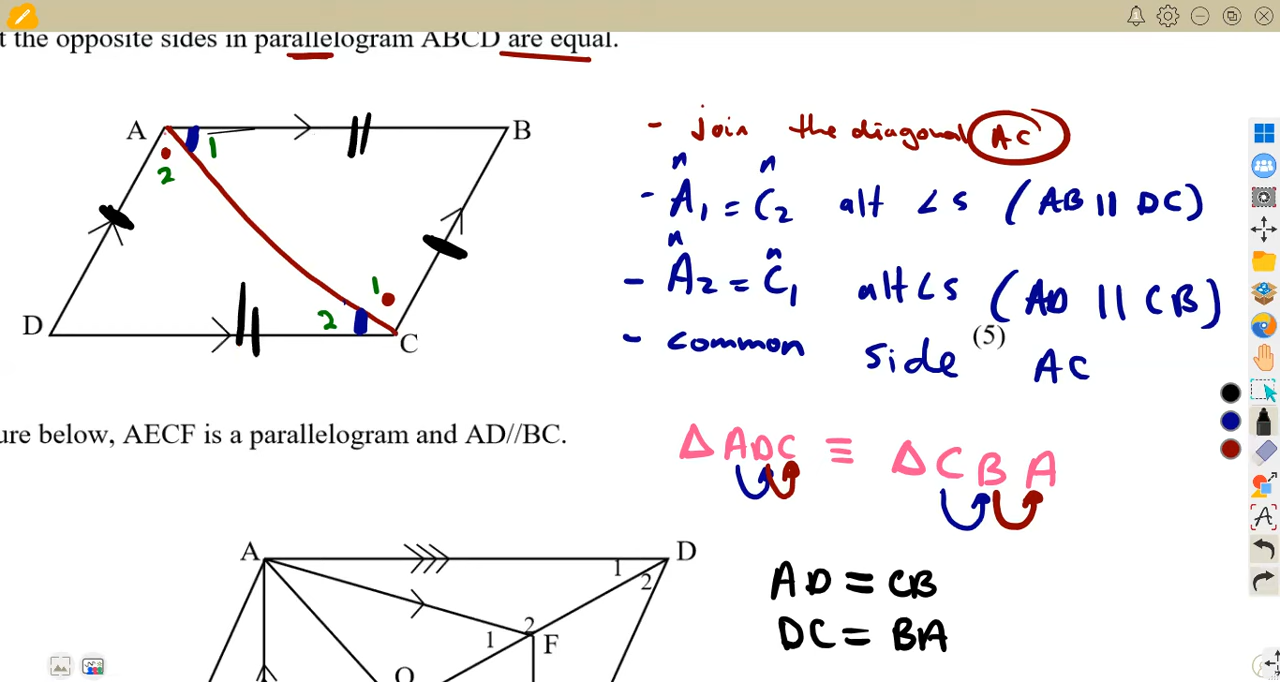 t the opposite sides in parallelogram ABCD are equal.
A
B
1
2
1
2
D
C
- join the diagonal AC
- Â1 = Ĉ2 alt <s (AB || DC)
- Â2 = Ĉ1 alt <s (AD || CB)
- common side AC
(5)
ure below, AECF is a parallelogram and AD//BC.
Δ ADC ≡ Δ CBA
A
D
1
2
2
1
F
O
AD = CB
DC = BA